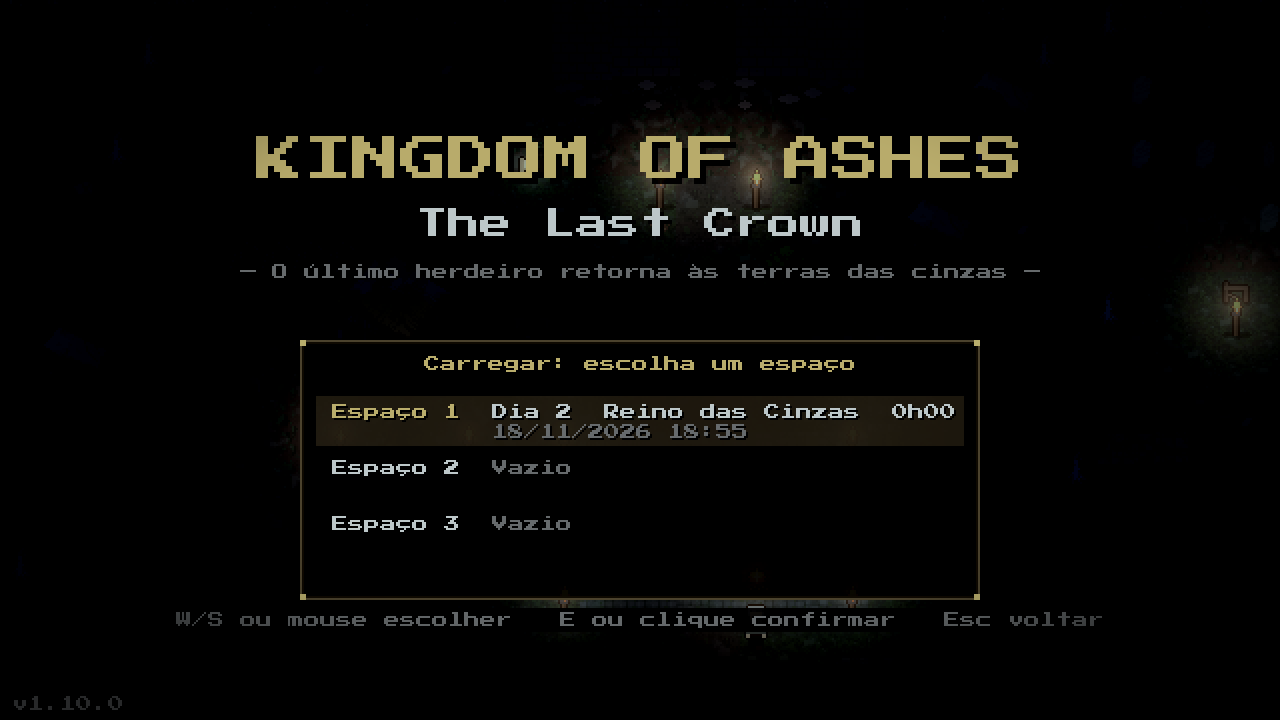 KINGDOM OF ASHES
The Last Crown
— O último herdeiro retorna às terras das cinzas —
Carregar: escolha um espaço
Espaço 1 Dia 2 Reino das Cinzas 0h00
18/11/2026 18:55
Espaço 2 Vazio
Espaço 3 Vazio
W/S ou mouse escolher E ou clique confirmar Esc voltar
v1.10.0